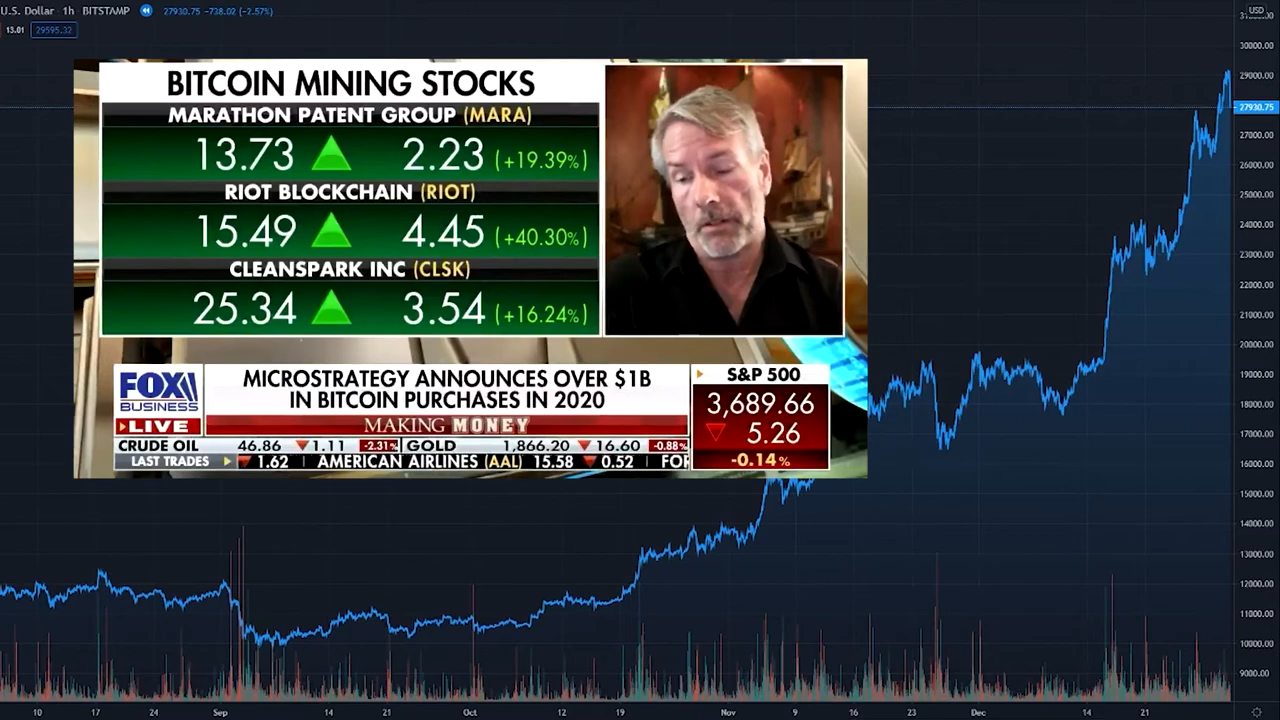 U.S. Dollar · 1h · BITSTAMP 27930.75 −738.02 (−2.57%)
13.01 29595.32
USD
BITCOIN MINING STOCKS
MARATHON PATENT GROUP (MARA)
13.73 2.23 (+19.39%)
RIOT BLOCKCHAIN (RIOT)
15.49 4.45 (+40.30%)
CLEANSPARK INC (CLSK)
25.34 3.54 (+16.24%)
FOX
BUSINESS
LIVE
MICROSTRATEGY ANNOUNCES OVER $1B
IN BITCOIN PURCHASES IN 2020
MAKING MONEY
CRUDE OIL 46.86 1.11 -2.31% GOLD 1,866.20 16.60 -0.88%
LAST TRADES 1.62 AMERICAN AIRLINES (AAL) 15.58 0.52 FOR
S&P 500
3,689.66
5.26
-0.14%
30000.00
29000.00
27930.75
27000.00
26000.00
25000.00
24000.00
23000.00
22000.00
21000.00
20000.00
19000.00
18000.00
17000.00
16000.00
15000.00
14000.00
13000.00
12000.00
11000.00
10000.00
9000.00
10 17 24 Sep 14 21 Oct 12 19 Nov 9 16 23 Dec 14 21